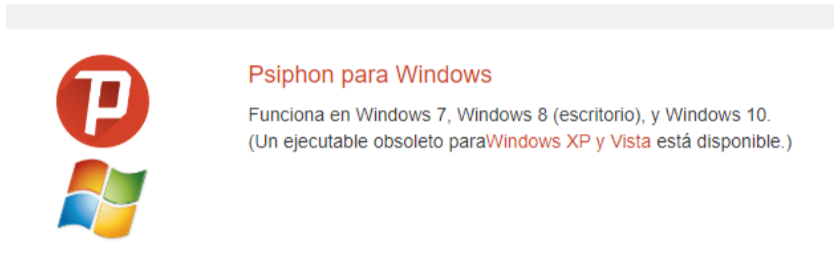 Psiphon para Windows
Funciona en Windows 7, Windows 8 (escritorio), y Windows 10.
(Un ejecutable obsoleto paraWindows XP y Vista está disponible.)